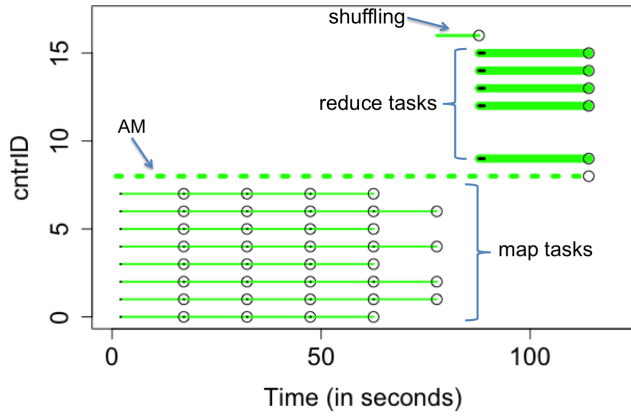 shuffling
15
reduce tasks
10
AM
cntrID
5
map tasks
0
0
50
100
Time (in seconds)